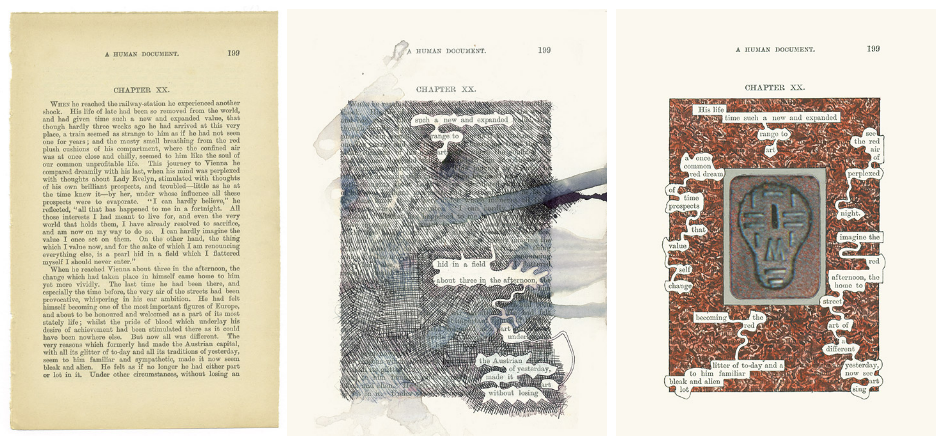 A HUMAN DOCUMENT. 199
CHAPTER XX.
WHEN he reached the railway-station he experienced another
shock. His life of late had been so removed from the world,
and had given time such a new and expanded value, that
though hardly three weeks ago he had arrived at this very
place, a train seemed as strange to him as if he had not seen
one for years; and the mosty smell breathing from the red
plush cushions of his compartment, where the confined air
was at once close and chilly, seemed to him like the soul of
our common unprofitable life. This journey to Vienna he
compared dreamily with his last, when his mind was perplexed
with thoughts about Lady Evelyn, stimulated with thoughts
of his own brilliant prospects, and troubled—little as he at
the time knew it—by her, under whose influence all these
prospects were to evaporate. "I can hardly believe," he
reflected, "all that has happened to me in a fortnight. All
those interests I had meant to live for, and even the very
world that holds them, I have already resolved to sacrifice,
and am now on my way to do so. I can hardly imagine the
value I once set on them. On the other hand, the thing
which I value now, and for the sake of which I am renouncing
everything else, is a pearl hid in a field which I flattered
myself I should never enter."
When he reached Vienna about three in the afternoon, the
change which had taken place in himself came home to him
yet more vividly. The last time he had been there, and
especially the time before, the very air of the streets had been
provocative, whispering in his ear ambition. He had felt
himself becoming one of the most important figures of Europe,
and about to be honoured and welcomed as a part of its most
stately life; whilst the pride of blood which underlay his
desire of achievement had been stimulated there as it could
have been nowhere else. But now all was different. The
very reasons which formerly had made the Austrian capital,
with all its glitter of to-day and all its traditions of yesterday,
seem to him familiar and sympathetic, made it now seem
bleak and alien. He felt as if no longer he had either part
or lot in it. Under other circumstances, without losing an
A HUMAN DOCUMENT. 199
CHAPTER XX.
such a new and expanded
range to
art
hid in a field
about three in the afternoon, the
art
under
the Austrian
of yesterday,
made it
art
without losing
A HUMAN DOCUMENT. 199
CHAPTER XX.
His life
time such a new and expanded
range to
art
see
the red
air
of
perplexed
a once
common
red dream
of
time
prospects
night.
that
imagine the
value
red
self
change
afternoon, the
home to
street
becoming the
red
art of
different
litter of to-day and a
yesterday,
to him familiar
now see
bleak and alien
art
lot
sing